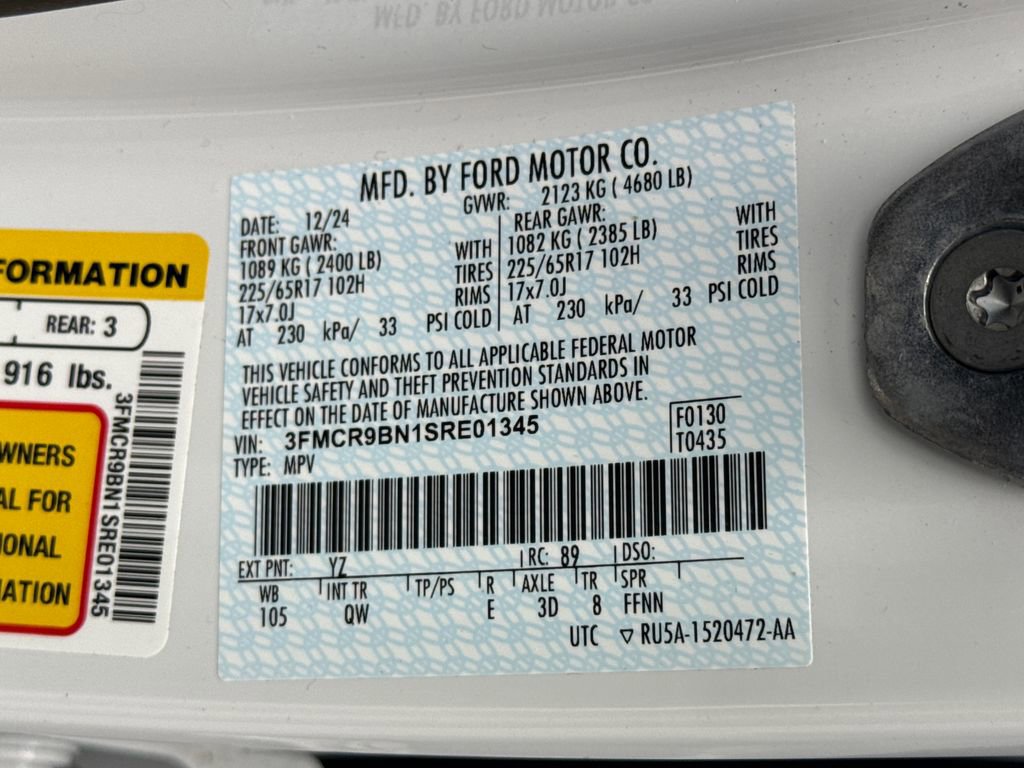 MFD. BY FORD MOTOR CO.
MFD. BY FORD MOTOR CO.
DATE: 12/24 GVWR: 2123 KG ( 4680 LB)
FRONT GAWR: WITH
1089 KG ( 2400 LB) TIRES
225/65R17 102H RIMS
17x7.0J
AT 230 kPa/ 33 PSI COLD
REAR GAWR: WITH
1082 KG ( 2385 LB) TIRES
225/65R17 102H RIMS
17x7.0J
AT 230 kPa/ 33 PSI COLD
THIS VEHICLE CONFORMS TO ALL APPLICABLE FEDERAL MOTOR
VEHICLE SAFETY AND THEFT PREVENTION STANDARDS IN
EFFECT ON THE DATE OF MANUFACTURE SHOWN ABOVE.
VIN: 3FMCR9BN1SRE01345
TYPE: MPV
F0130
T0435
EXT PNT: YZ RC: 89 DSO:
WB INT TR TP/PS R AXLE TR SPR
105 QW E 3D 8 FFNN
UTC ▽ RU5A-1520472-AA
FORMATION
REAR: 3
916 lbs.
WNERS
AL FOR
IONAL
MATION
3FMCR9BN1SRE01345